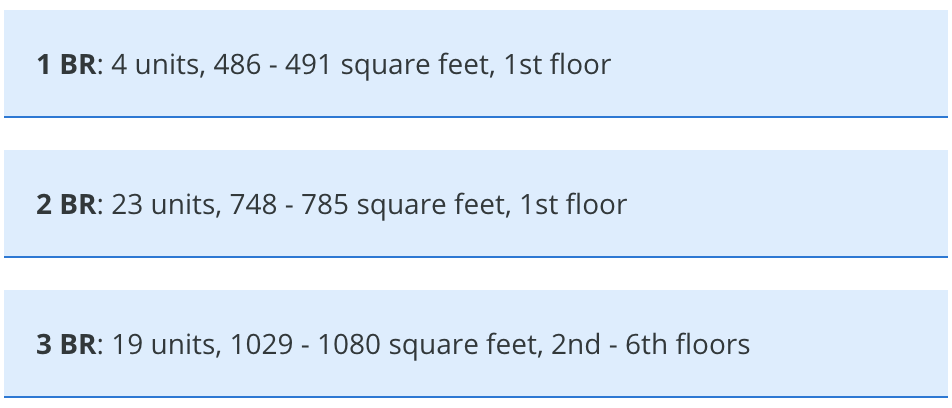 1 BR: 4 units, 486 - 491 square feet, 1st floor
2 BR: 23 units, 748 - 785 square feet, 1st floor
3 BR: 19 units, 1029 - 1080 square feet, 2nd - 6th floors